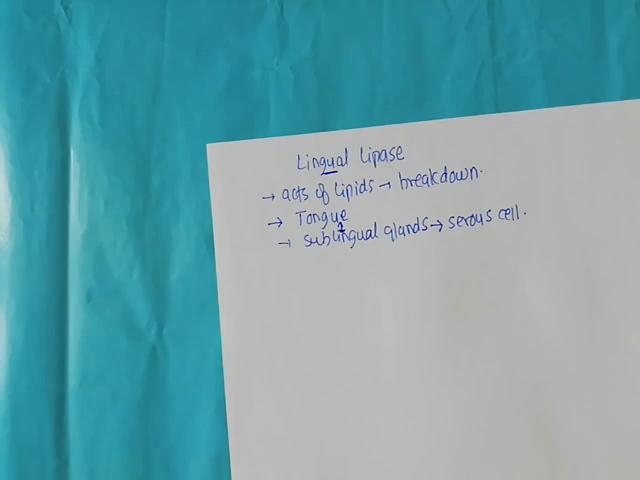 Lingual Lipase
→ acts of lipids → breakdown.
→ Tongue
→ sublingual glands → serous cell.